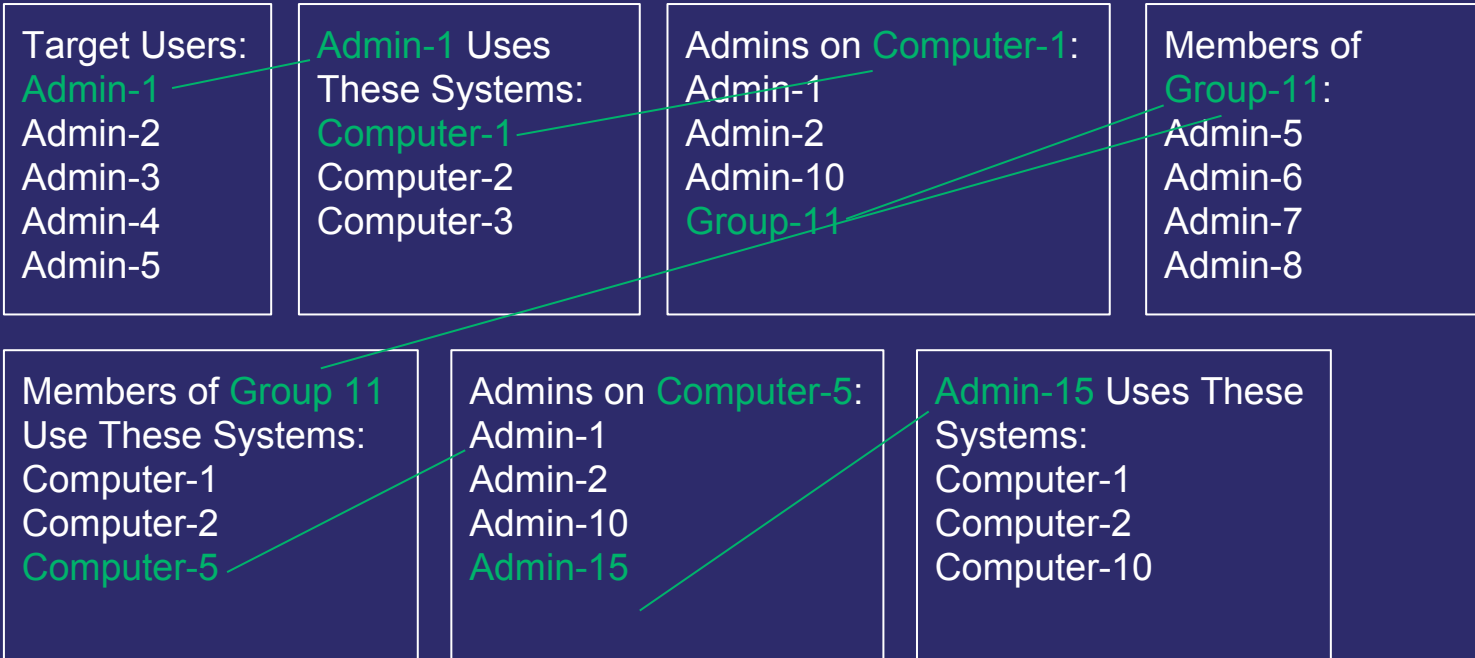 Target Users:
Admin-1
Admin-2
Admin-3
Admin-4
Admin-5
Admin-1 Uses
These Systems:
Computer-1
Computer-2
Computer-3
Admins on Computer-1:
Admin-1
Admin-2
Admin-10
Group-11
Members of
Group-11:
Admin-5
Admin-6
Admin-7
Admin-8
Members of Group 11
Use These Systems:
Computer-1
Computer-2
Computer-5
Admins on Computer-5:
Admin-1
Admin-2
Admin-10
Admin-15
Admin-15 Uses These
Systems:
Computer-1
Computer-2
Computer-10